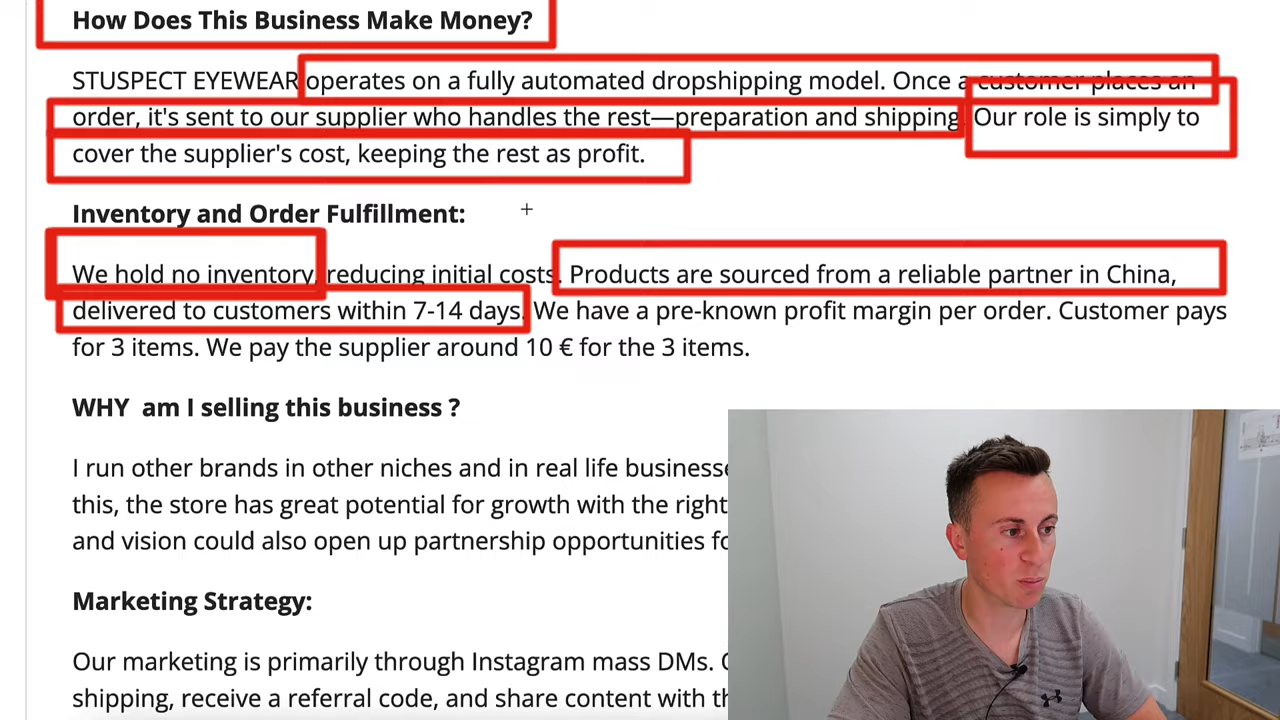 How Does This Business Make Money?
STUSPECT EYEWEAR operates on a fully automated dropshipping model. Once a customer places an
order, it's sent to our supplier who handles the rest—preparation and shipping. Our role is simply to
cover the supplier's cost, keeping the rest as profit.
Inventory and Order Fulfillment:
We hold no inventory, reducing initial costs. Products are sourced from a reliable partner in China,
delivered to customers within 7-14 days. We have a pre-known profit margin per order. Customer pays
for 3 items. We pay the supplier around 10 € for the 3 items.
WHY am I selling this business ?
I run other brands in other niches and in real life
this, the store has great potential for growth with the right
and vision could also open up partnership opportunities
Marketing Strategy:
Our marketing is primarily through Instagram mass DMs.
shipping, receive a referral code, and share content with